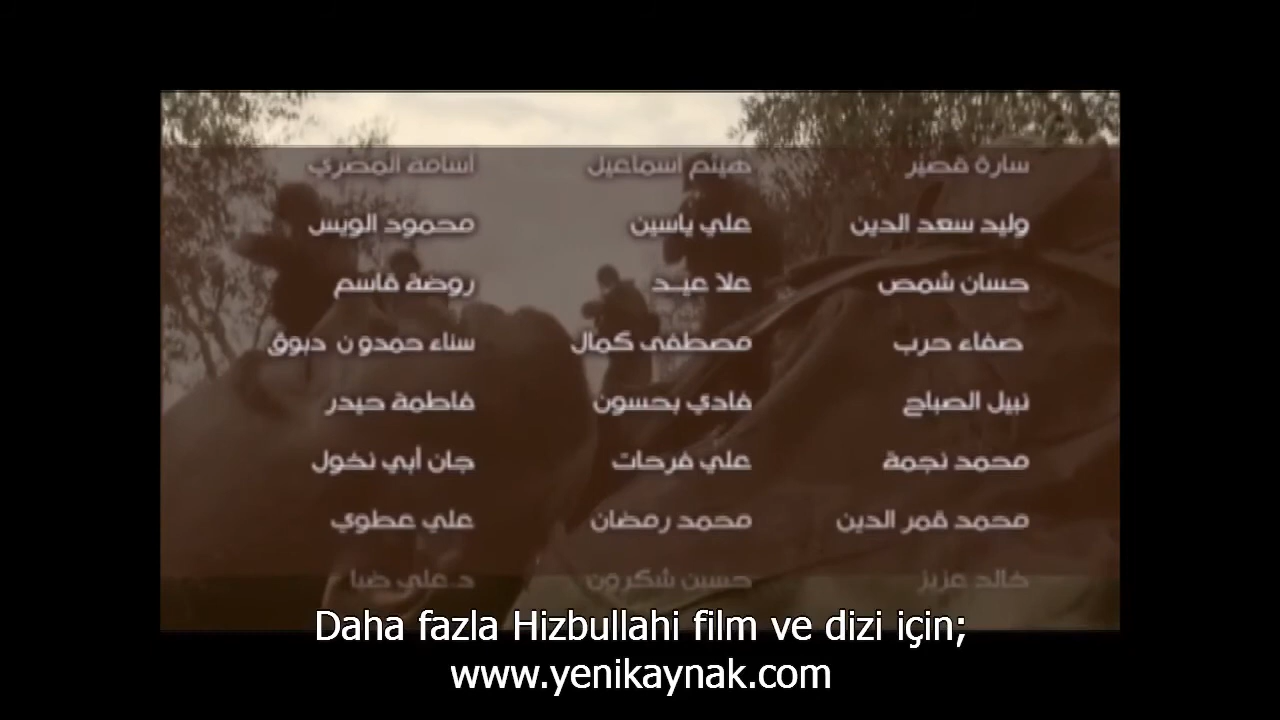 سارة قصير هيثم اسماعيل أسامة المصري
وليد سعد الدين علي ياسين محمود الويس
حسان شمص علا عيـد روضة قاسم
صفاء حرب مصطفى كمال سناء حمدون دبوق
نبيل الصباح فادي بحسون فاطمة حيدر
محمد نجمة علي فرحات جان أبي نخول
محمد قمر الدين محمد رمضان علي عطوي
خالد عزيز حسين شكرون د.علي ضيا
Daha fazla Hizbullahi film ve dizi için;
www.yenikaynak.com